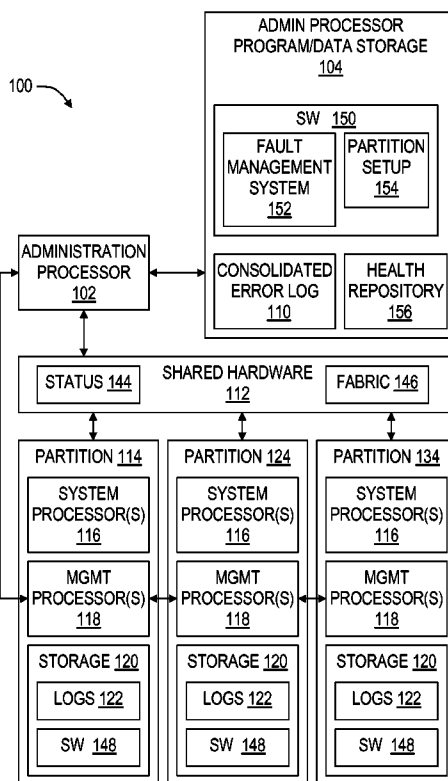 ADMIN PROCESSOR
PROGRAM/DATA STORAGE
104
100
SW 150
FAULT
MANAGEMENT
SYSTEM
152
PARTITION
SETUP
154
ADMINISTRATION
PROCESSOR
102
CONSOLIDATED
ERROR LOG
110
HEALTH
REPOSITORY
156
STATUS 144
SHARED HARDWARE
112
FABRIC 146
PARTITION 114
SYSTEM
PROCESSOR(S)
116
MGMT
PROCESSOR(S)
118
STORAGE 120
LOGS 122
SW 148
PARTITION 124
SYSTEM
PROCESSOR(S)
116
MGMT
PROCESSOR(S)
118
STORAGE 120
LOGS 122
SW 148
PARTITION 134
SYSTEM
PROCESSOR(S)
116
MGMT
PROCESSOR(S)
118
STORAGE 120
LOGS 122
SW 148